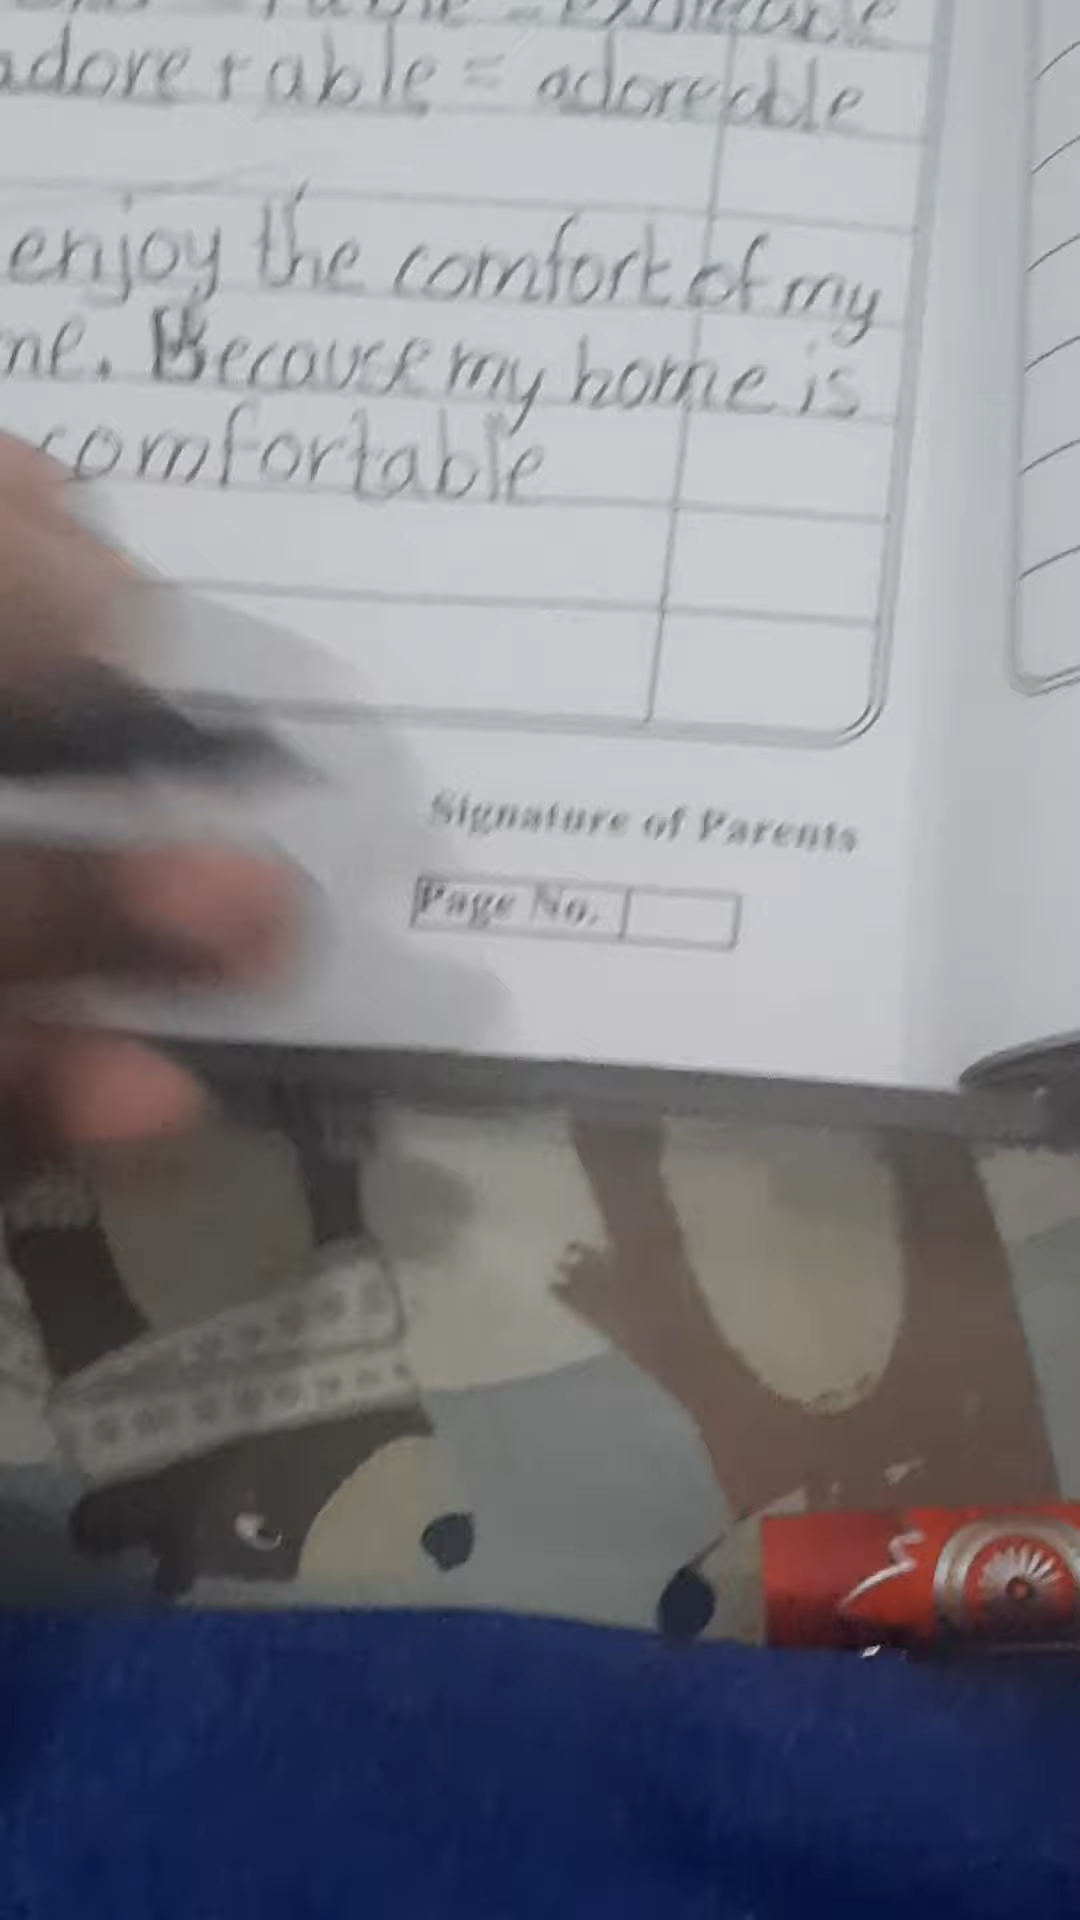 adore + able = adoreable
enjoy the comfort of my
me. Because my home is
comfortable
Signature of Parents
Page No.